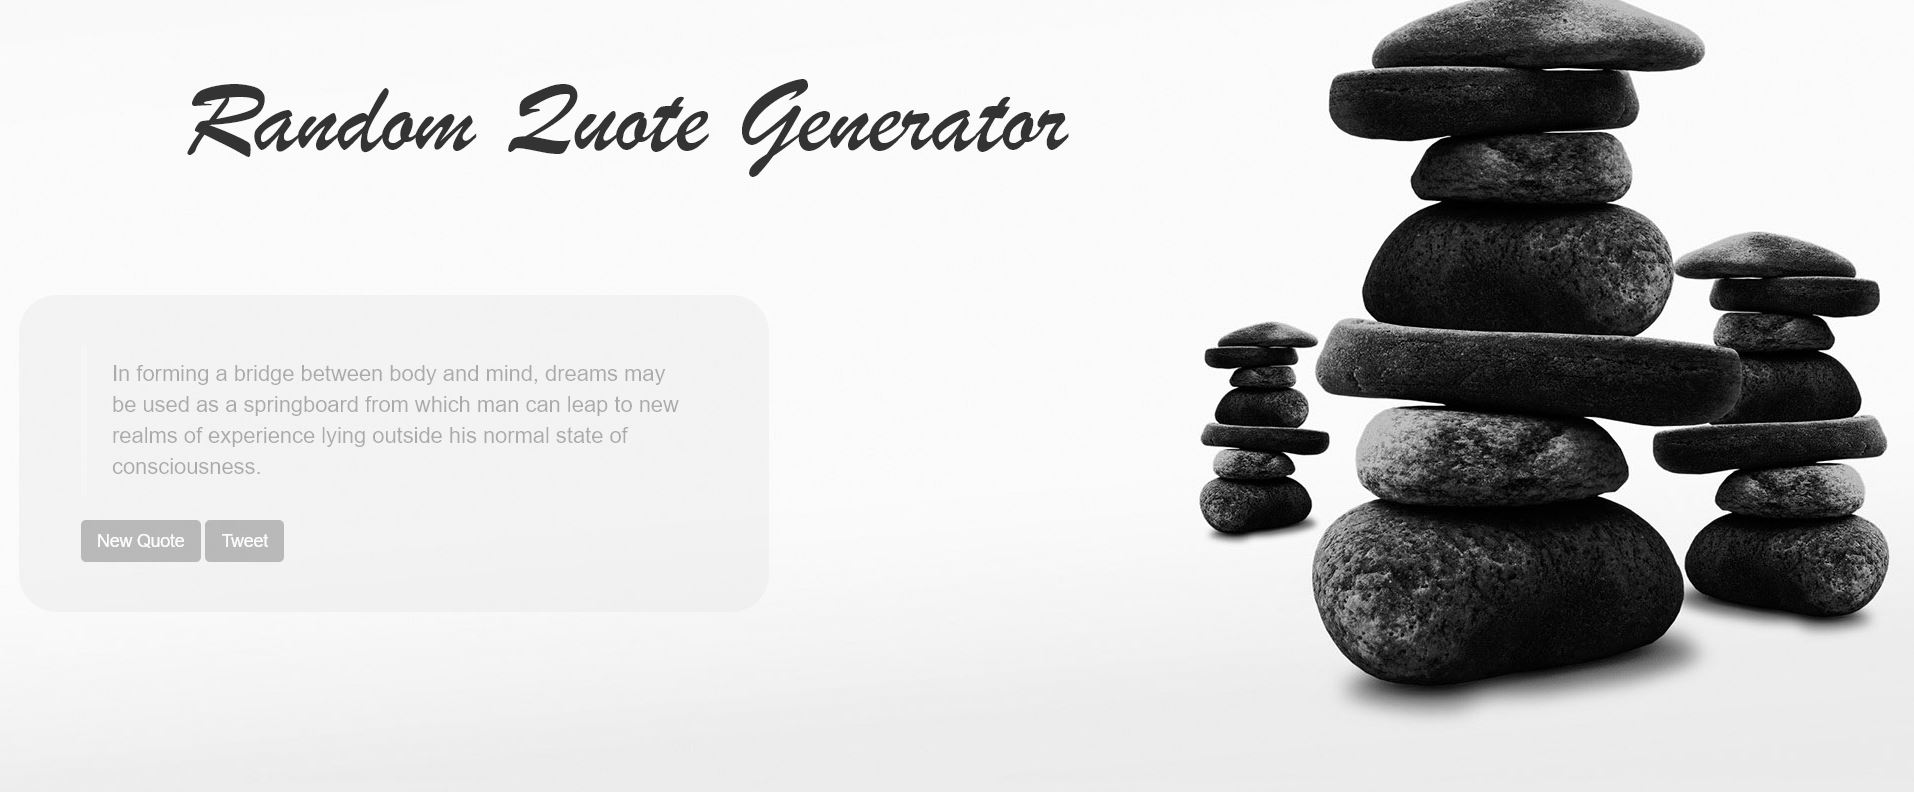 Random Quote Generator
In forming a bridge between body and mind, dreams may
be used as a springboard from which man can leap to new
realms of experience lying outside his normal state of
consciousness.
New Quote Tweet